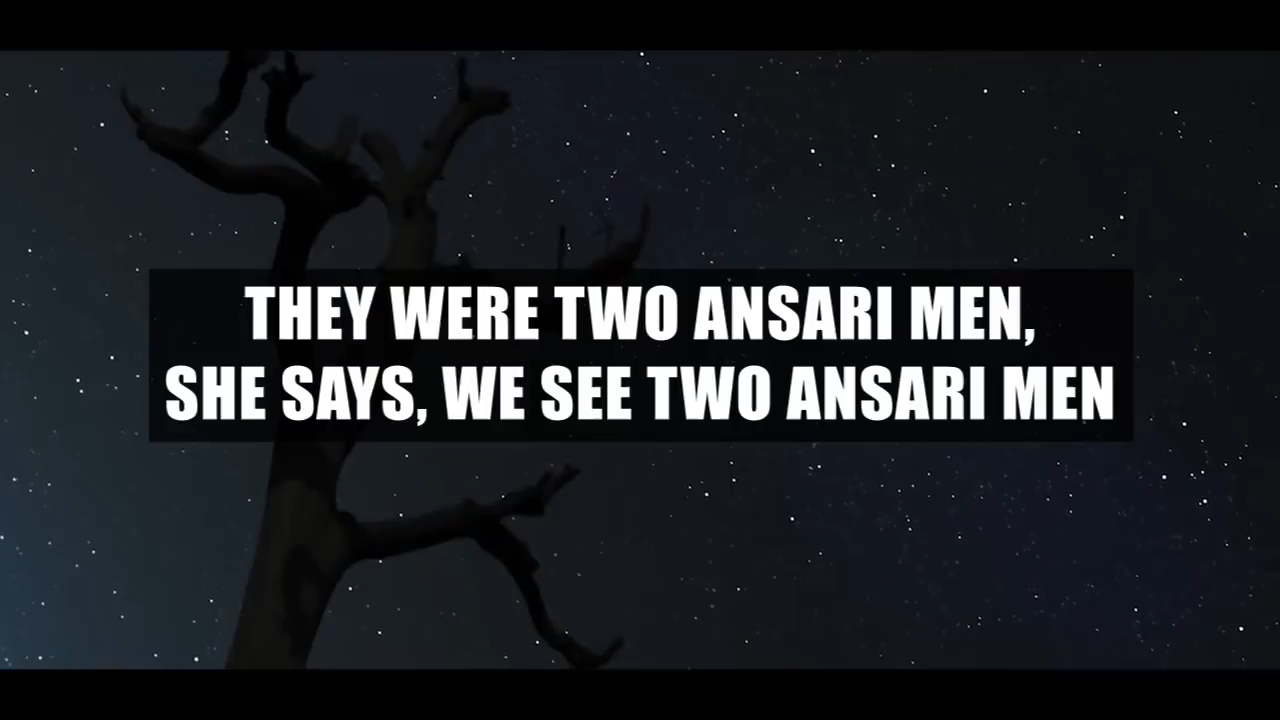 THEY WERE TWO ANSARI MEN,
SHE SAYS, WE SEE TWO ANSARI MEN